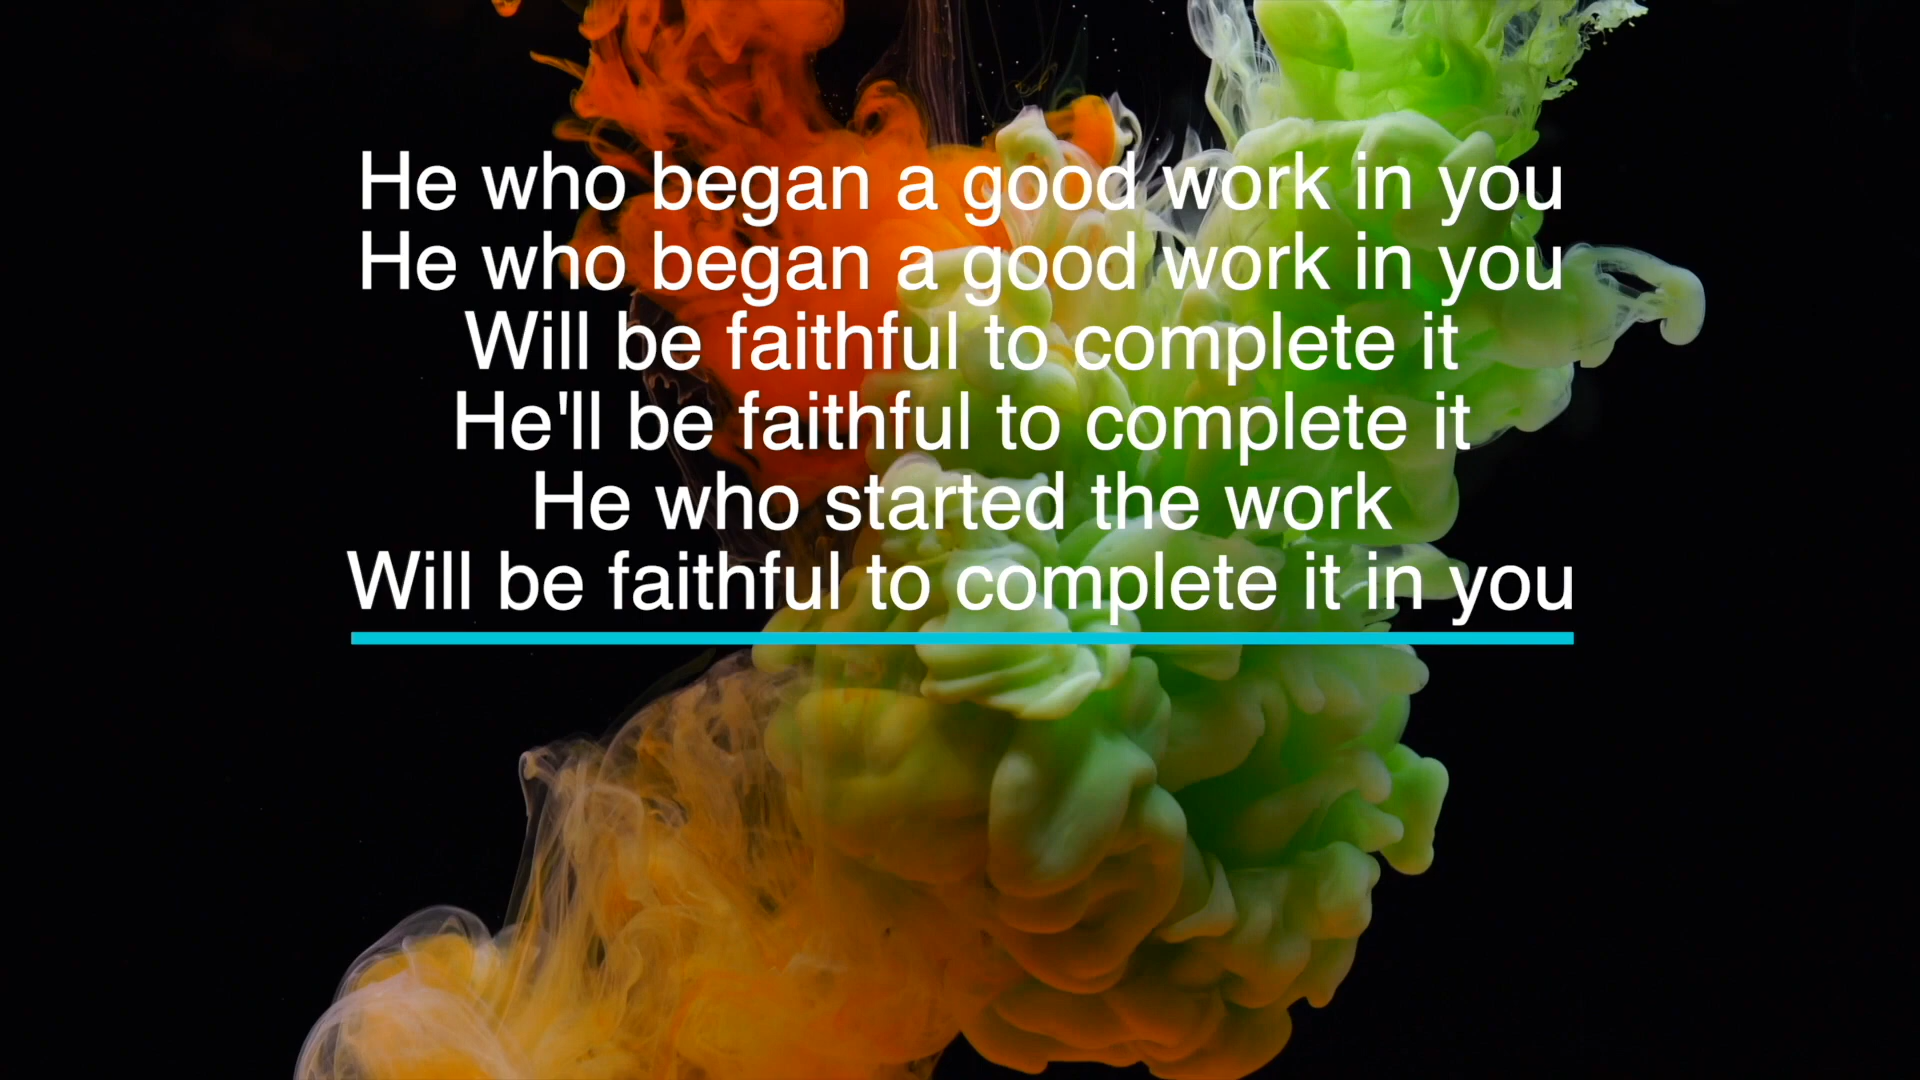 He who began a good work in you
He who began a good work in you
Will be faithful to complete it
He'll be faithful to complete it
He who started the work
Will be faithful to complete it in you